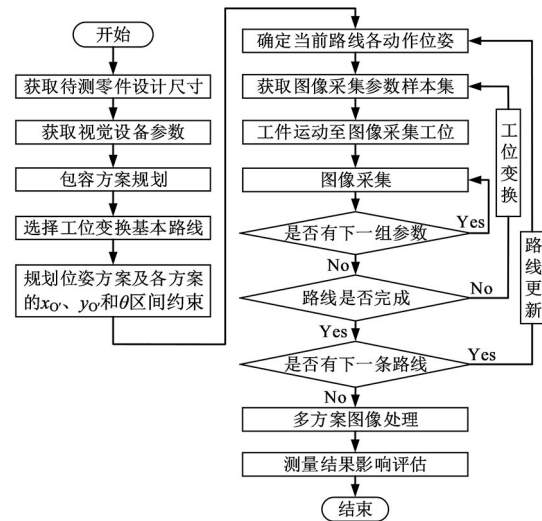 开始
获取待测零件设计尺寸
获取视觉设备参数
包容方案规划
选择工位变换基本路线
规划位姿方案及各方案
的xO'、yO'和θ区间约束
确定当前路线各动作位姿
获取图像采集参数样本集
工件运动至图像采集工位
图像采集
是否有下一组参数
Yes
No
路线是否完成
No
Yes
是否有下一条路线
Yes
No
多方案图像处理
测量结果影响评估
结束
工位变换
路线更新